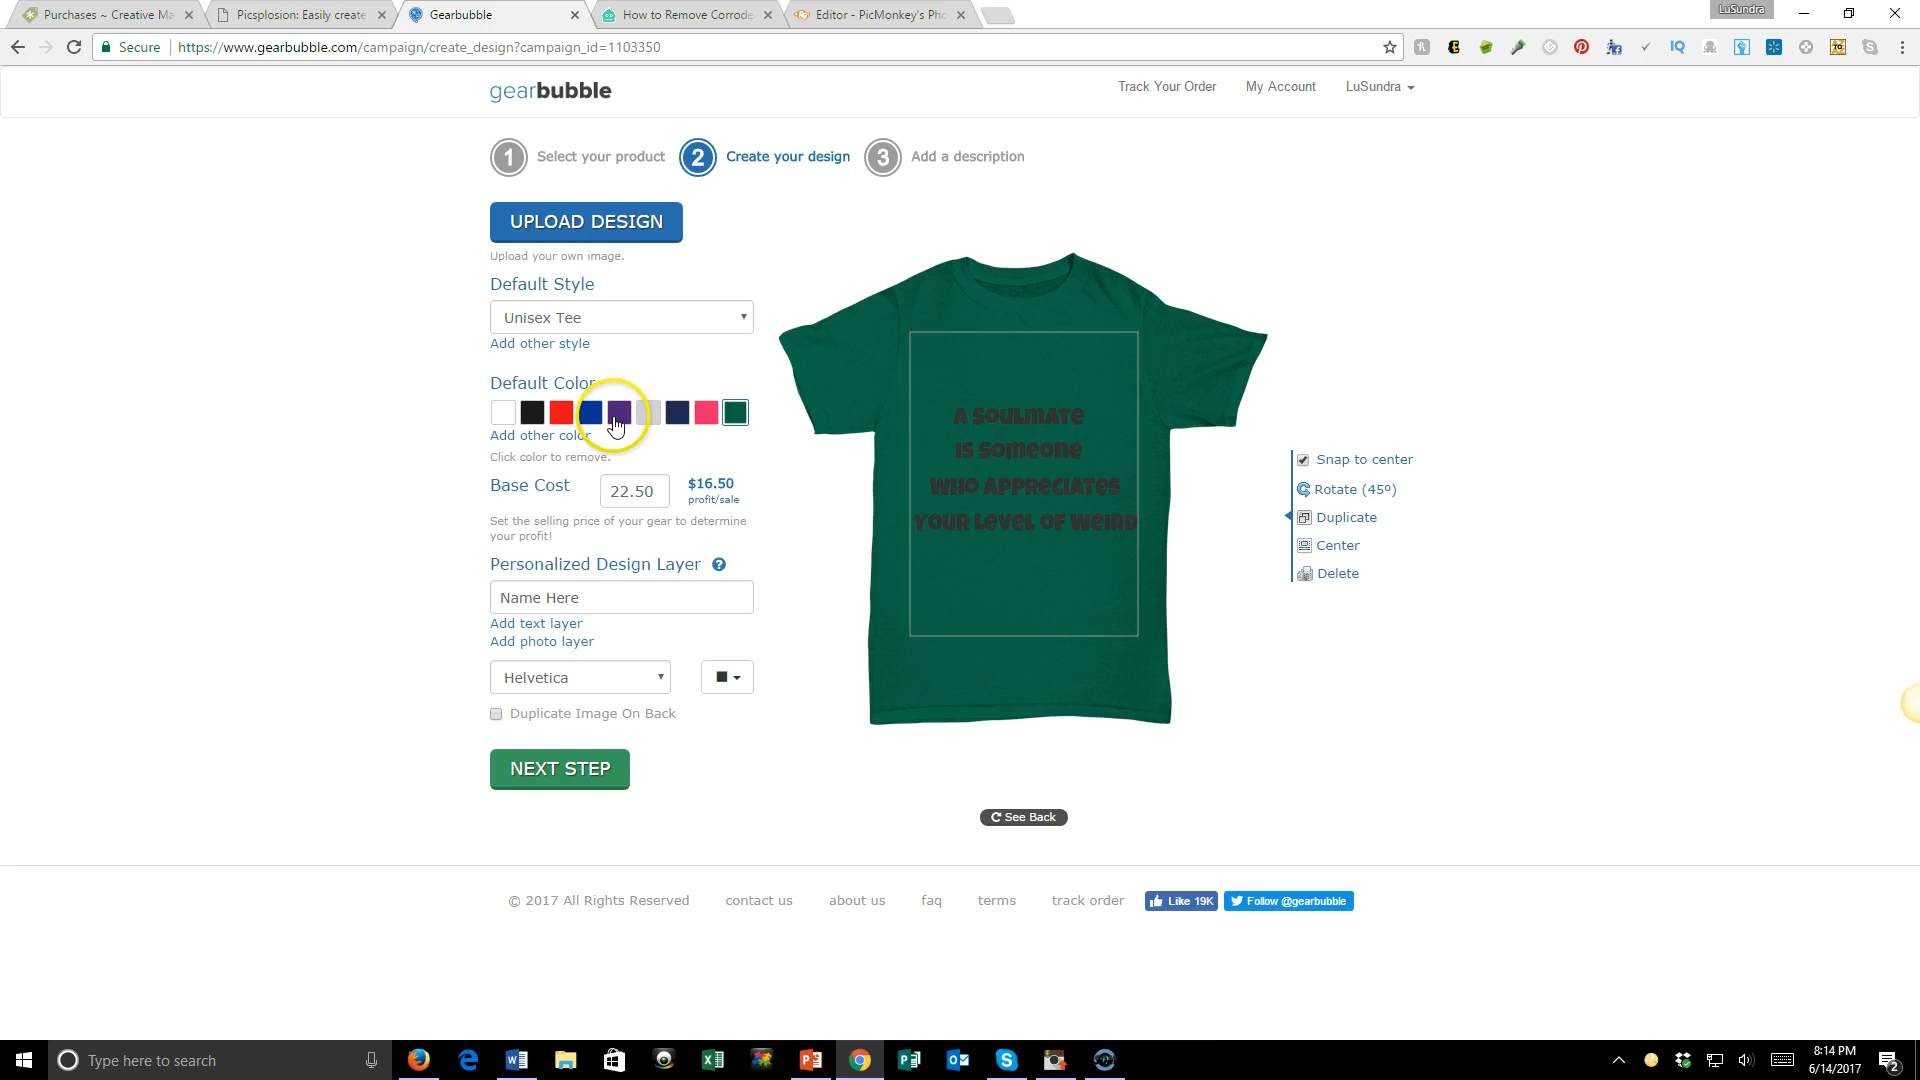 Purchases ~ Creative Ma
Picsplosion: Easily create
Gearbubble
How to Remove Corrode
Editor - PicMonkey's Pho
LuSundra
Secure
https://www.gearbubble.com/campaign/create_design?campaign_id=1103350
gearbubble
Track Your Order
My Account
LuSundra
1 Select your product
2 Create your design
3 Add a description
UPLOAD DESIGN
Upload your own image.
Default Style
Unisex Tee
Add other style
Default Color
Add other color
Click color to remove.
Base Cost
22.50
$16.50
profit/sale
Set the selling price of your gear to determine
your profit!
Personalized Design Layer ?
Name Here
Add text layer
Add photo layer
Helvetica
Duplicate Image On Back
NEXT STEP
A Soulmate
is someone
who Appreciates
your level of weird
Snap to center
Rotate (45º)
Duplicate
Center
Delete
See Back
© 2017 All Rights Reserved
contact us
about us
faq
terms
track order
Like 19K
Follow @gearbubble
Type here to search
8:14 PM
6/14/2017
2